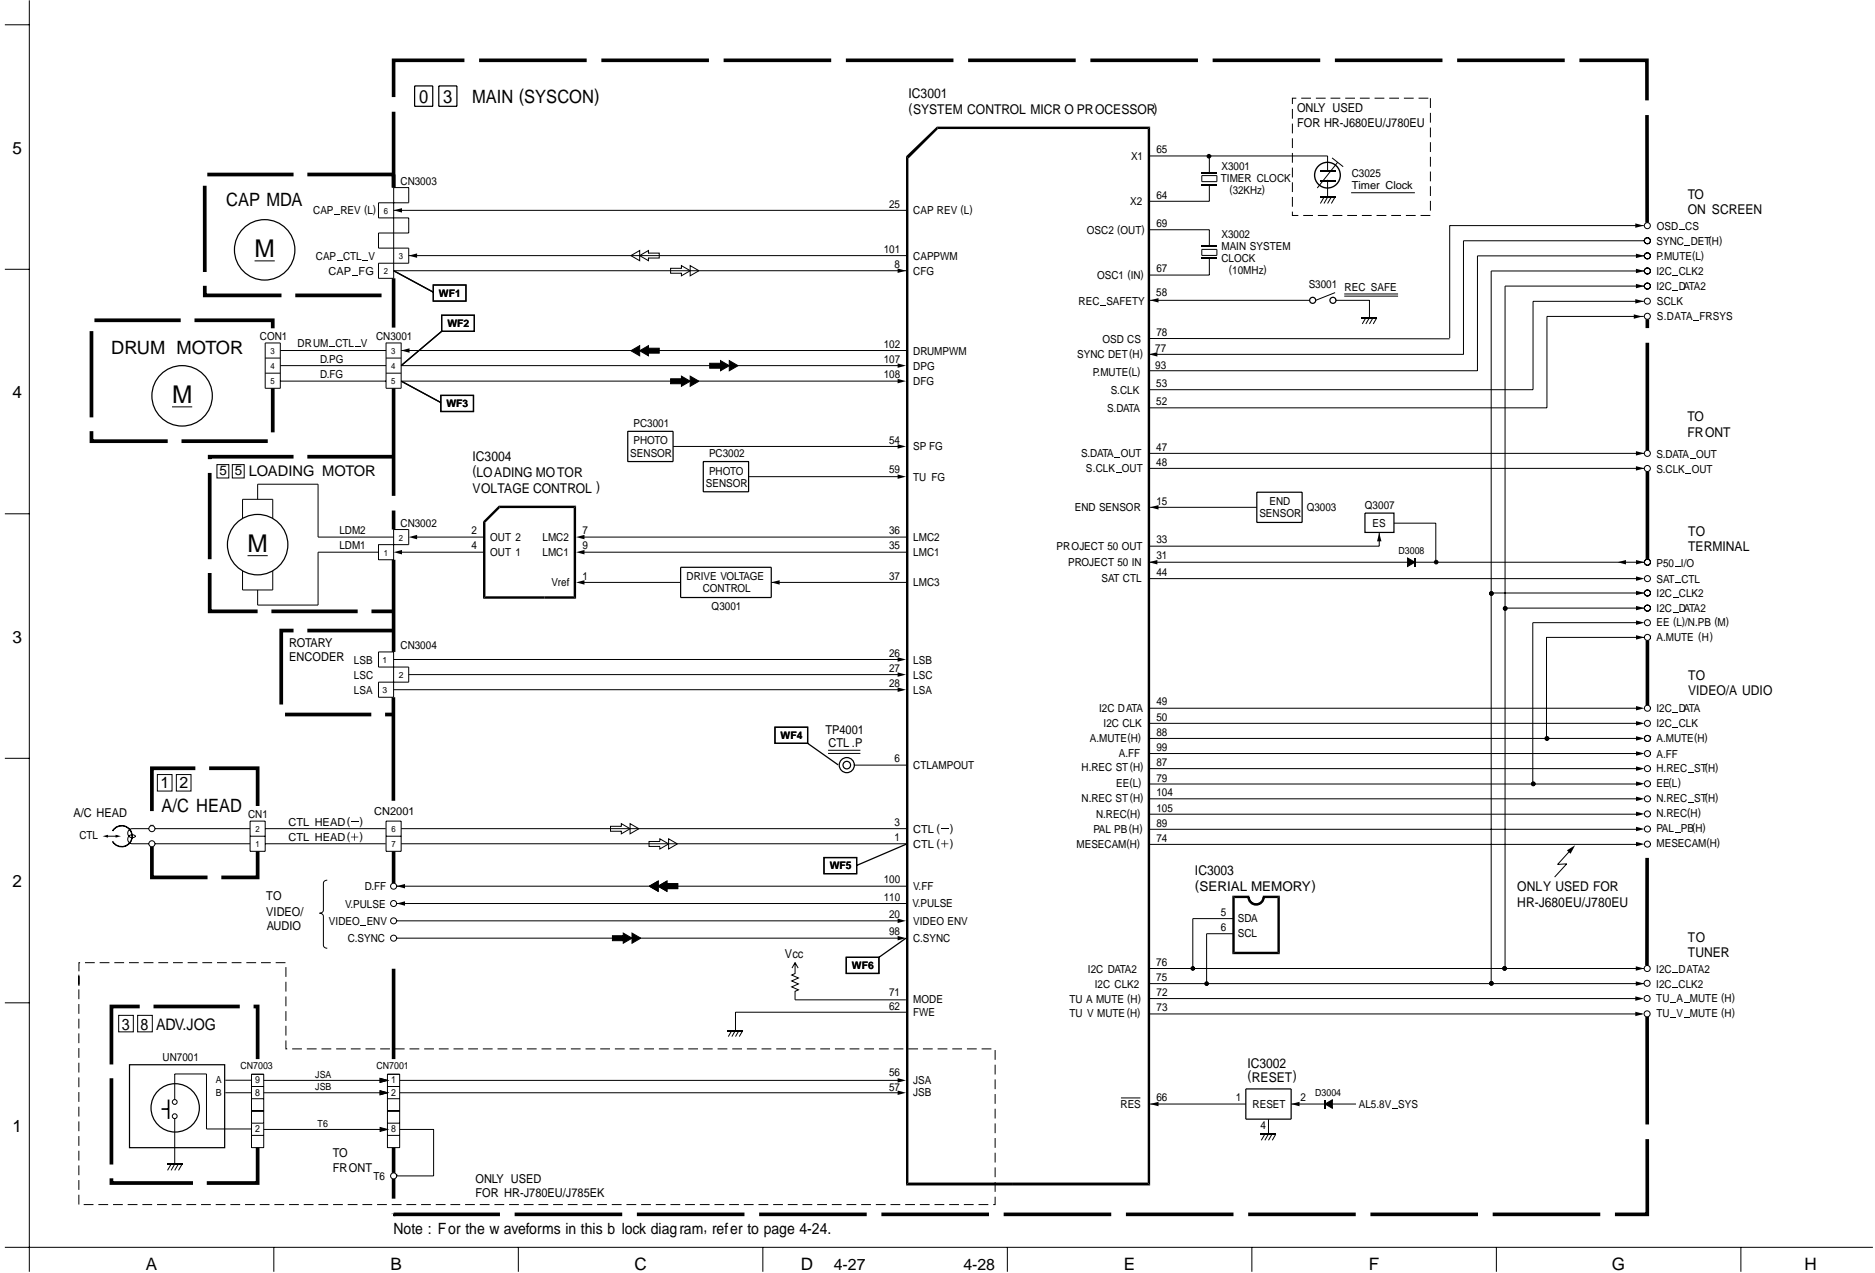 0 3 MAIN (SYSCON)
IC3001
(SYSTEM CONTROL MICRO PROCESSOR)
ONLY USED
FOR HR-J680EU/J780EU
C3025
Timer Clock
X1
65
X3001
TIMER CLOCK
(32KHz)
X2
64
OSC2 (OUT)
69
X3002
MAIN SYSTEM
CLOCK
(10MHz)
OSC1 (IN)
67
REC_SAFETY
58
S3001
REC SAFE
5
4
3
2
1
CAP MDA
M
CN3003
CAP_REV (L)
6
25
CAP REV (L)
CAP_CTL_V
3
101
CAPPWM
CAP_FG
2
8
CFG
WF1
WF2
WF3
DRUM MOTOR
M
CON1
CN3001
3
DRUM_CTL_V
3
102
DRUMPWM
4
D.PG
4
107
DPG
5
D.FG
5
108
DFG
PC3001
PHOTO
SENSOR
54
SP FG
PC3002
PHOTO
SENSOR
59
TU FG
5 5 LOADING MOTOR
M
IC3004
(LOADING MOTOR
VOLTAGE CONTROL )
CN3002
LDM2
2
2
OUT 2
LMC2
7
36
LMC2
LDM1
1
4
OUT 1
LMC1
9
35
LMC1
Vref
1
DRIVE VOLTAGE
CONTROL
Q3001
37
LMC3
ROTARY
ENCODER
CN3004
LSB
1
26
LSB
LSC
2
27
LSC
LSA
3
28
LSA
WF4
TP4001
CTL.P
6
CTLAMPOUT
1 2
A/C HEAD
A/C HEAD
CTL
CN1
CN2001
2
CTL HEAD(−)
6
3
CTL (−)
1
CTL HEAD(+)
7
1
CTL (+)
WF5
TO
VIDEO/
AUDIO
D.FF
100
V.FF
V.PULSE
110
V.PULSE
VIDEO_ENV
20
VIDEO ENV
C.SYNC
98
C.SYNC
WF6
Vcc
71
MODE
62
FWE
3 8 ADV.JOG
UN7001
CN7003
CN7001
A
9
JSA
1
56
JSA
B
8
JSB
2
57
JSB
2
T6
8
TO
FRONT
T6
ONLY USED
FOR HR-J780EU/J785EK
OSD CS
78
SYNC DET(H)
77
P.MUTE(L)
93
S.CLK
53
S.DATA
52
S.DATA_OUT
47
S.CLK_OUT
48
END SENSOR
15
END
SENSOR
Q3003
Q3007
ES
PROJECT 50 OUT
33
PROJECT 50 IN
31
D3008
SAT CTL
44
I2C DATA
49
I2C CLK
50
A.MUTE(H)
88
A.FF
99
H.REC ST(H)
87
EE(L)
79
N.REC ST(H)
104
N.REC(H)
105
PAL PB(H)
89
MESECAM(H)
74
IC3003
(SERIAL MEMORY)
5
SDA
6
SCL
ONLY USED FOR
HR-J680EU/J780EU
I2C DATA2
76
I2C CLK2
75
TU A MUTE (H)
72
TU V MUTE (H)
73
RES
66
IC3002
(RESET)
1
RESET
2
4
D3004
AL5.8V_SYS
TO
ON SCREEN
OSD_CS
SYNC_DET(H)
P.MUTE(L)
I2C_CLK2
I2C_DATA2
SCLK
S.DATA_FRSYS
TO
FRONT
S.DATA_OUT
S.CLK_OUT
TO
TERMINAL
P50_I/O
SAT_CTL
I2C_CLK2
I2C_DATA2
EE (L)/N.PB (M)
A.MUTE (H)
TO
VIDEO/AUDIO
I2C_DATA
I2C_CLK
A.MUTE(H)
A.FF
H.REC_ST(H)
EE(L)
N.REC_ST(H)
N.REC(H)
PAL_PB(H)
MESECAM(H)
TO
TUNER
I2C_DATA2
I2C_CLK2
TU_A_MUTE (H)
TU_V_MUTE (H)
Note : For the waveforms in this block diagram, refer to page 4-24.
A B C D 4-27 4-28 E F G H